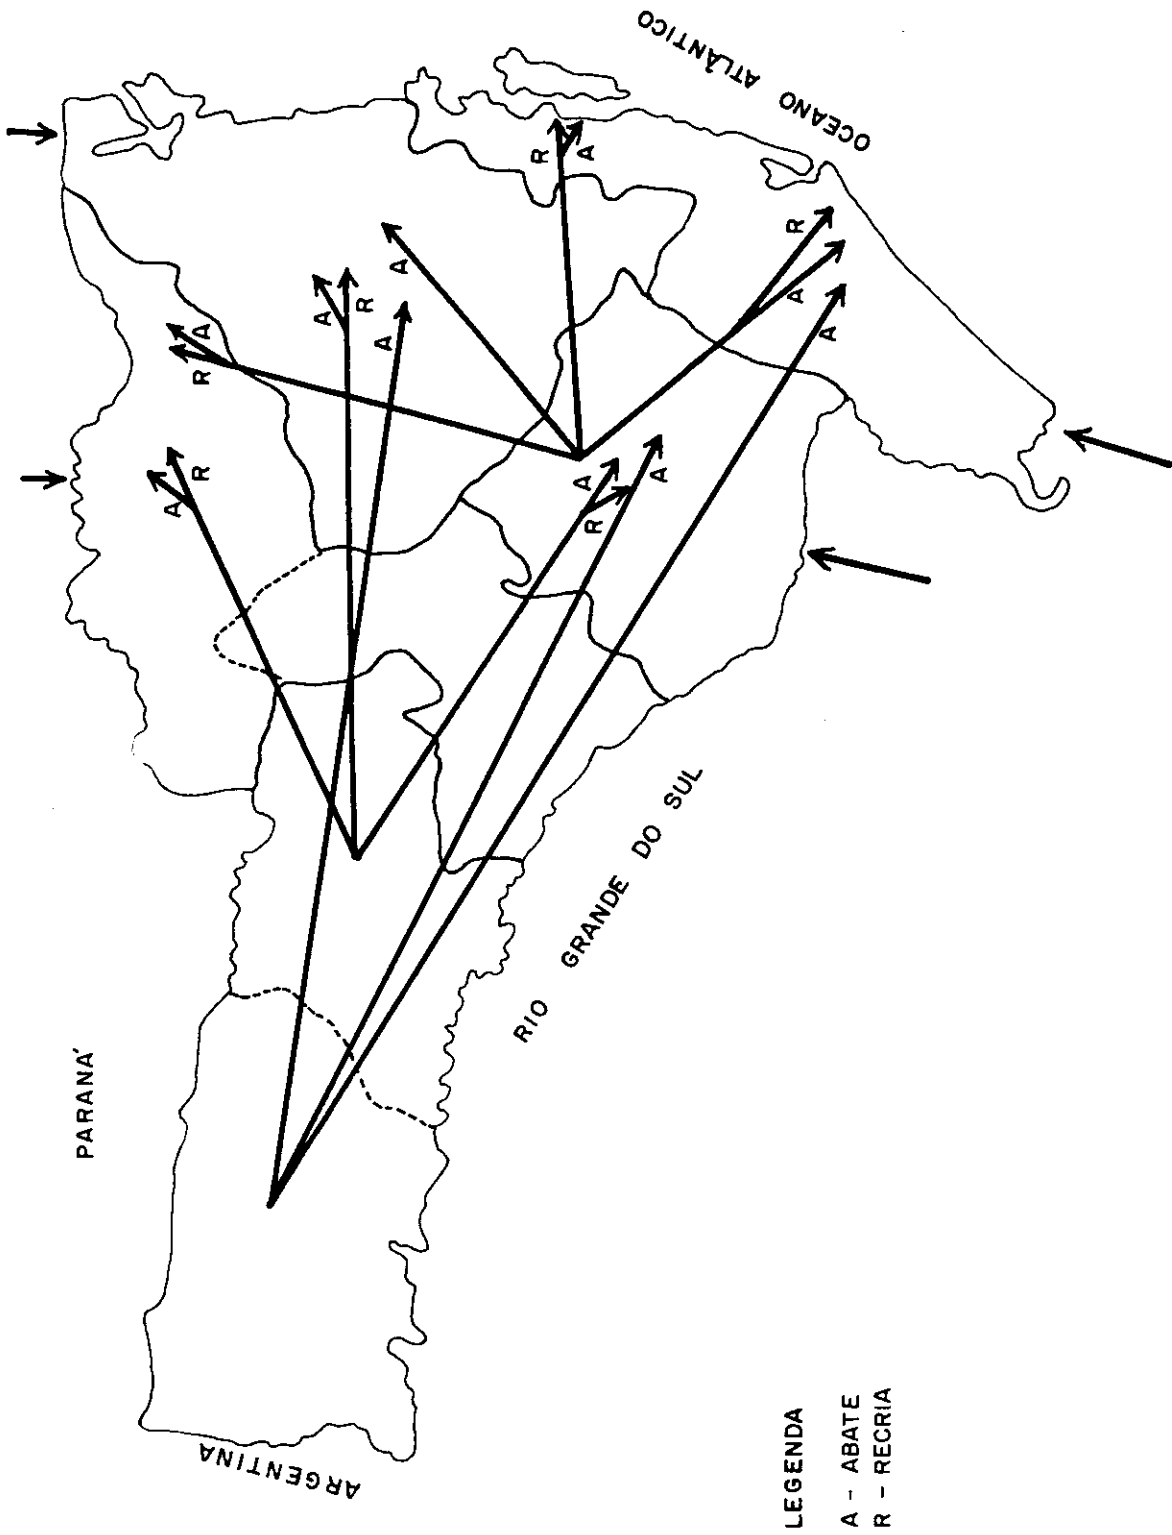 PARANÁ
A
R
R
A
ARGENTINA
A
R
A
A
R
A
A
R
A
RIO GRANDE DO SUL
OCEANO ATLÂNTICO
R
A
A
LEGENDA
A - ABATE
R - RECRIA